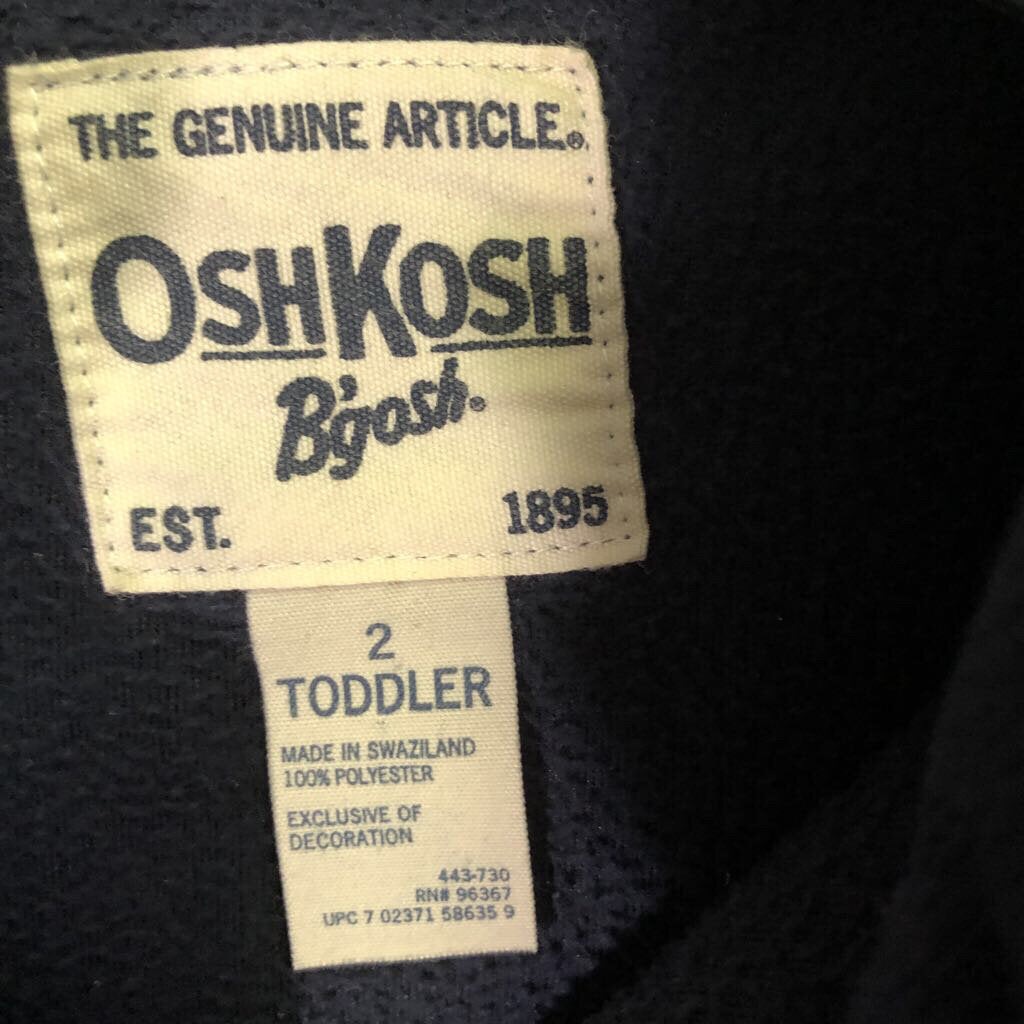 THE GENUINE ARTICLE.®
OSHKOSH
B'gosh.
EST. 1895
2
TODDLER
MADE IN SWAZILAND
100% POLYESTER
EXCLUSIVE OF
DECORATION
443-730
RN# 96367
UPC 7 02371 58635 9